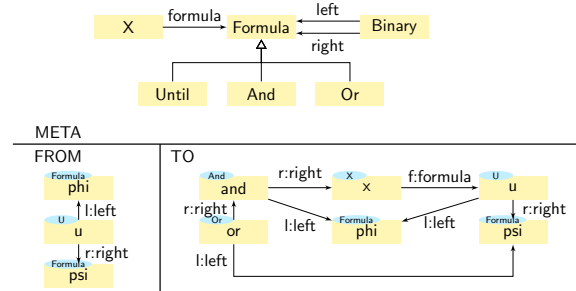 X formula Formula left Binary
right
Until And Or
META
FROM TO
Formula phi
l:left
U u
r:right
Formula psi
And and r:right X x f:formula U u
r:right l:left l:left r:right
Or or Formula phi Formula psi
l:left